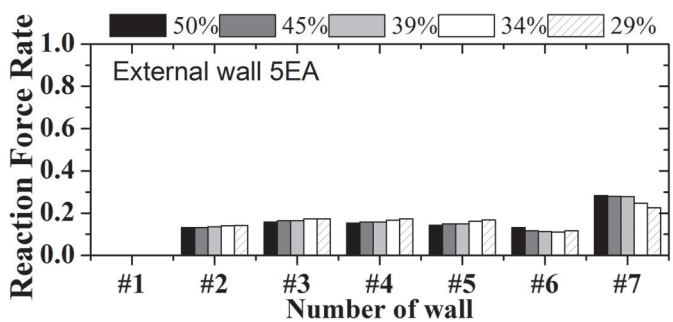 50% 45% 39% 34% 29%
External wall 5EA
Reaction Force Rate
1.0
0.8
0.6
0.4
0.2
0.0
#1 #2 #3 #4 #5 #6 #7
Number of wall